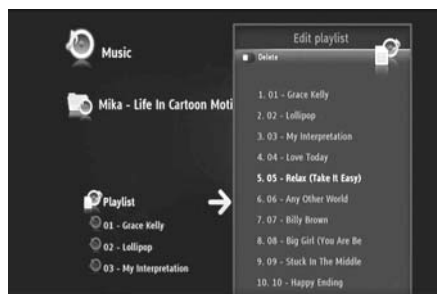 Music
Mika - Life In Cartoon Moti
Playlist
01 - Grace Kelly
02 - Lollipop
03 - My Interpretation
Edit playlist
Delete
1. 01 - Grace Kelly
2. 02 - Lollipop
3. 03 - My Interpretation
4. 04 - Love Today
5. 05 - Relax (Take It Easy)
6. 06 - Any Other World
7. 07 - Billy Brown
8. 08 - Big Girl (You Are Be
9. 09 - Stuck In The Middle
10. 10 - Happy Ending